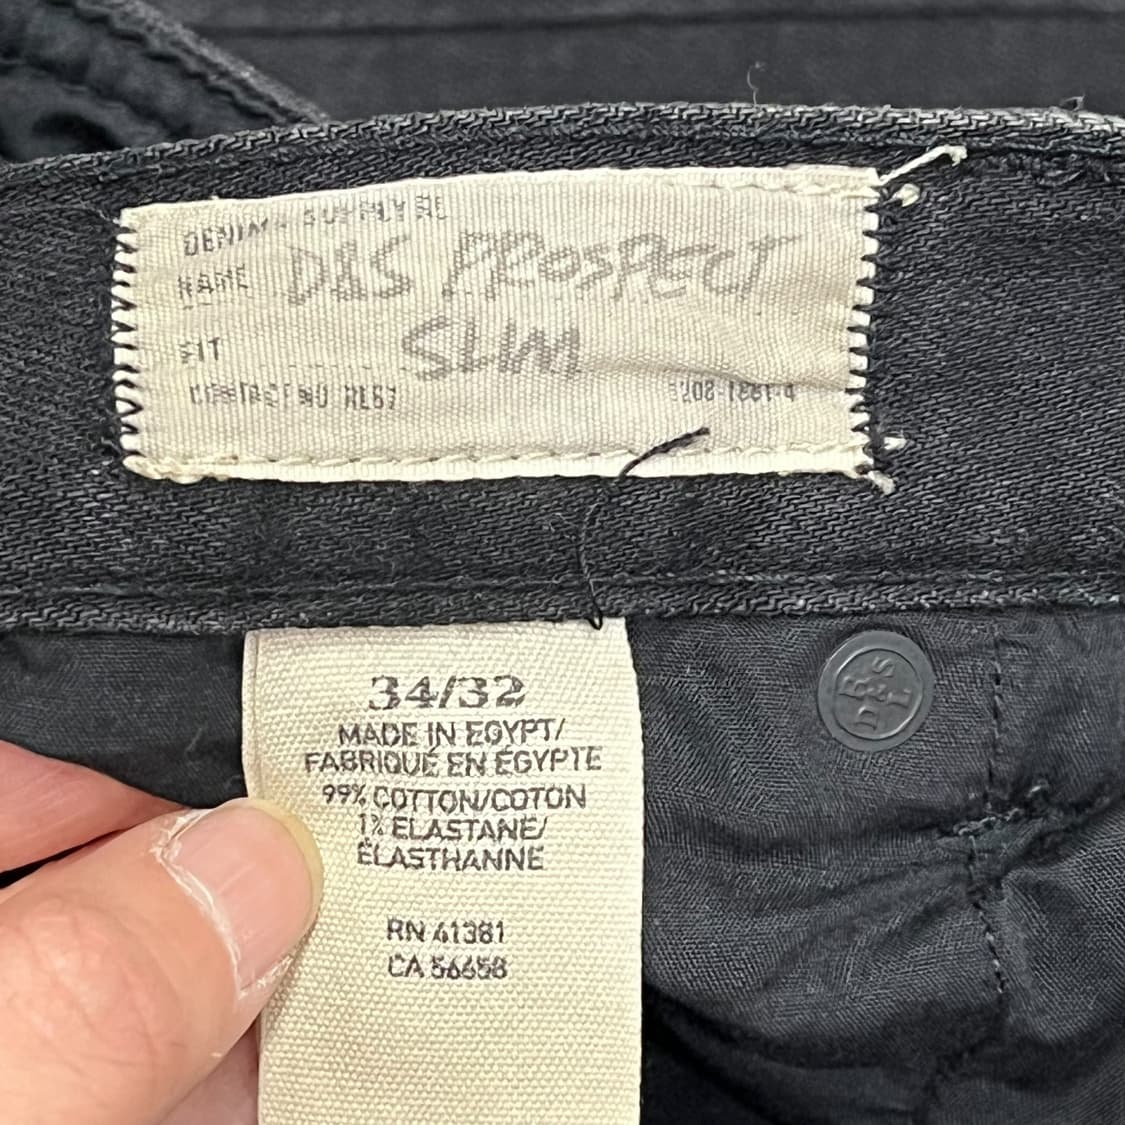 DENIM & SUPPLY RL
NAME D&S PROSPECT
FIT SLIM
RL67
34/32
MADE IN EGYPT/
FABRIQUÉ EN ÉGYPTE
99% COTTON/COTON
1% ELASTANE/
ÉLASTHANNE
RN 41381
CA 56658